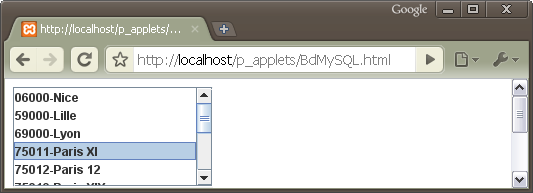 Google
http://localhost/p_applets/...
http://localhost/p_applets/BdMySQL.html
06000-Nice
59000-Lille
69000-Lyon
75011-Paris XI
75012-Paris 12